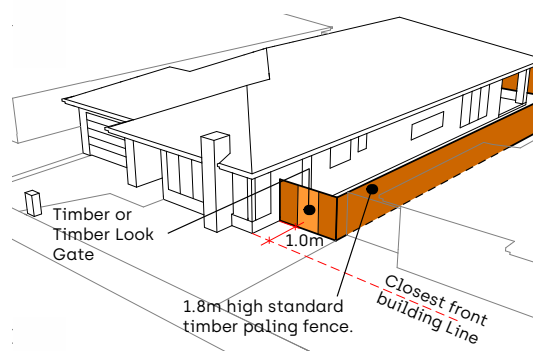 Timber or
Timber Look
Gate
1.0m
1.8m high standard
timber paling fence.
Closest front
building Line